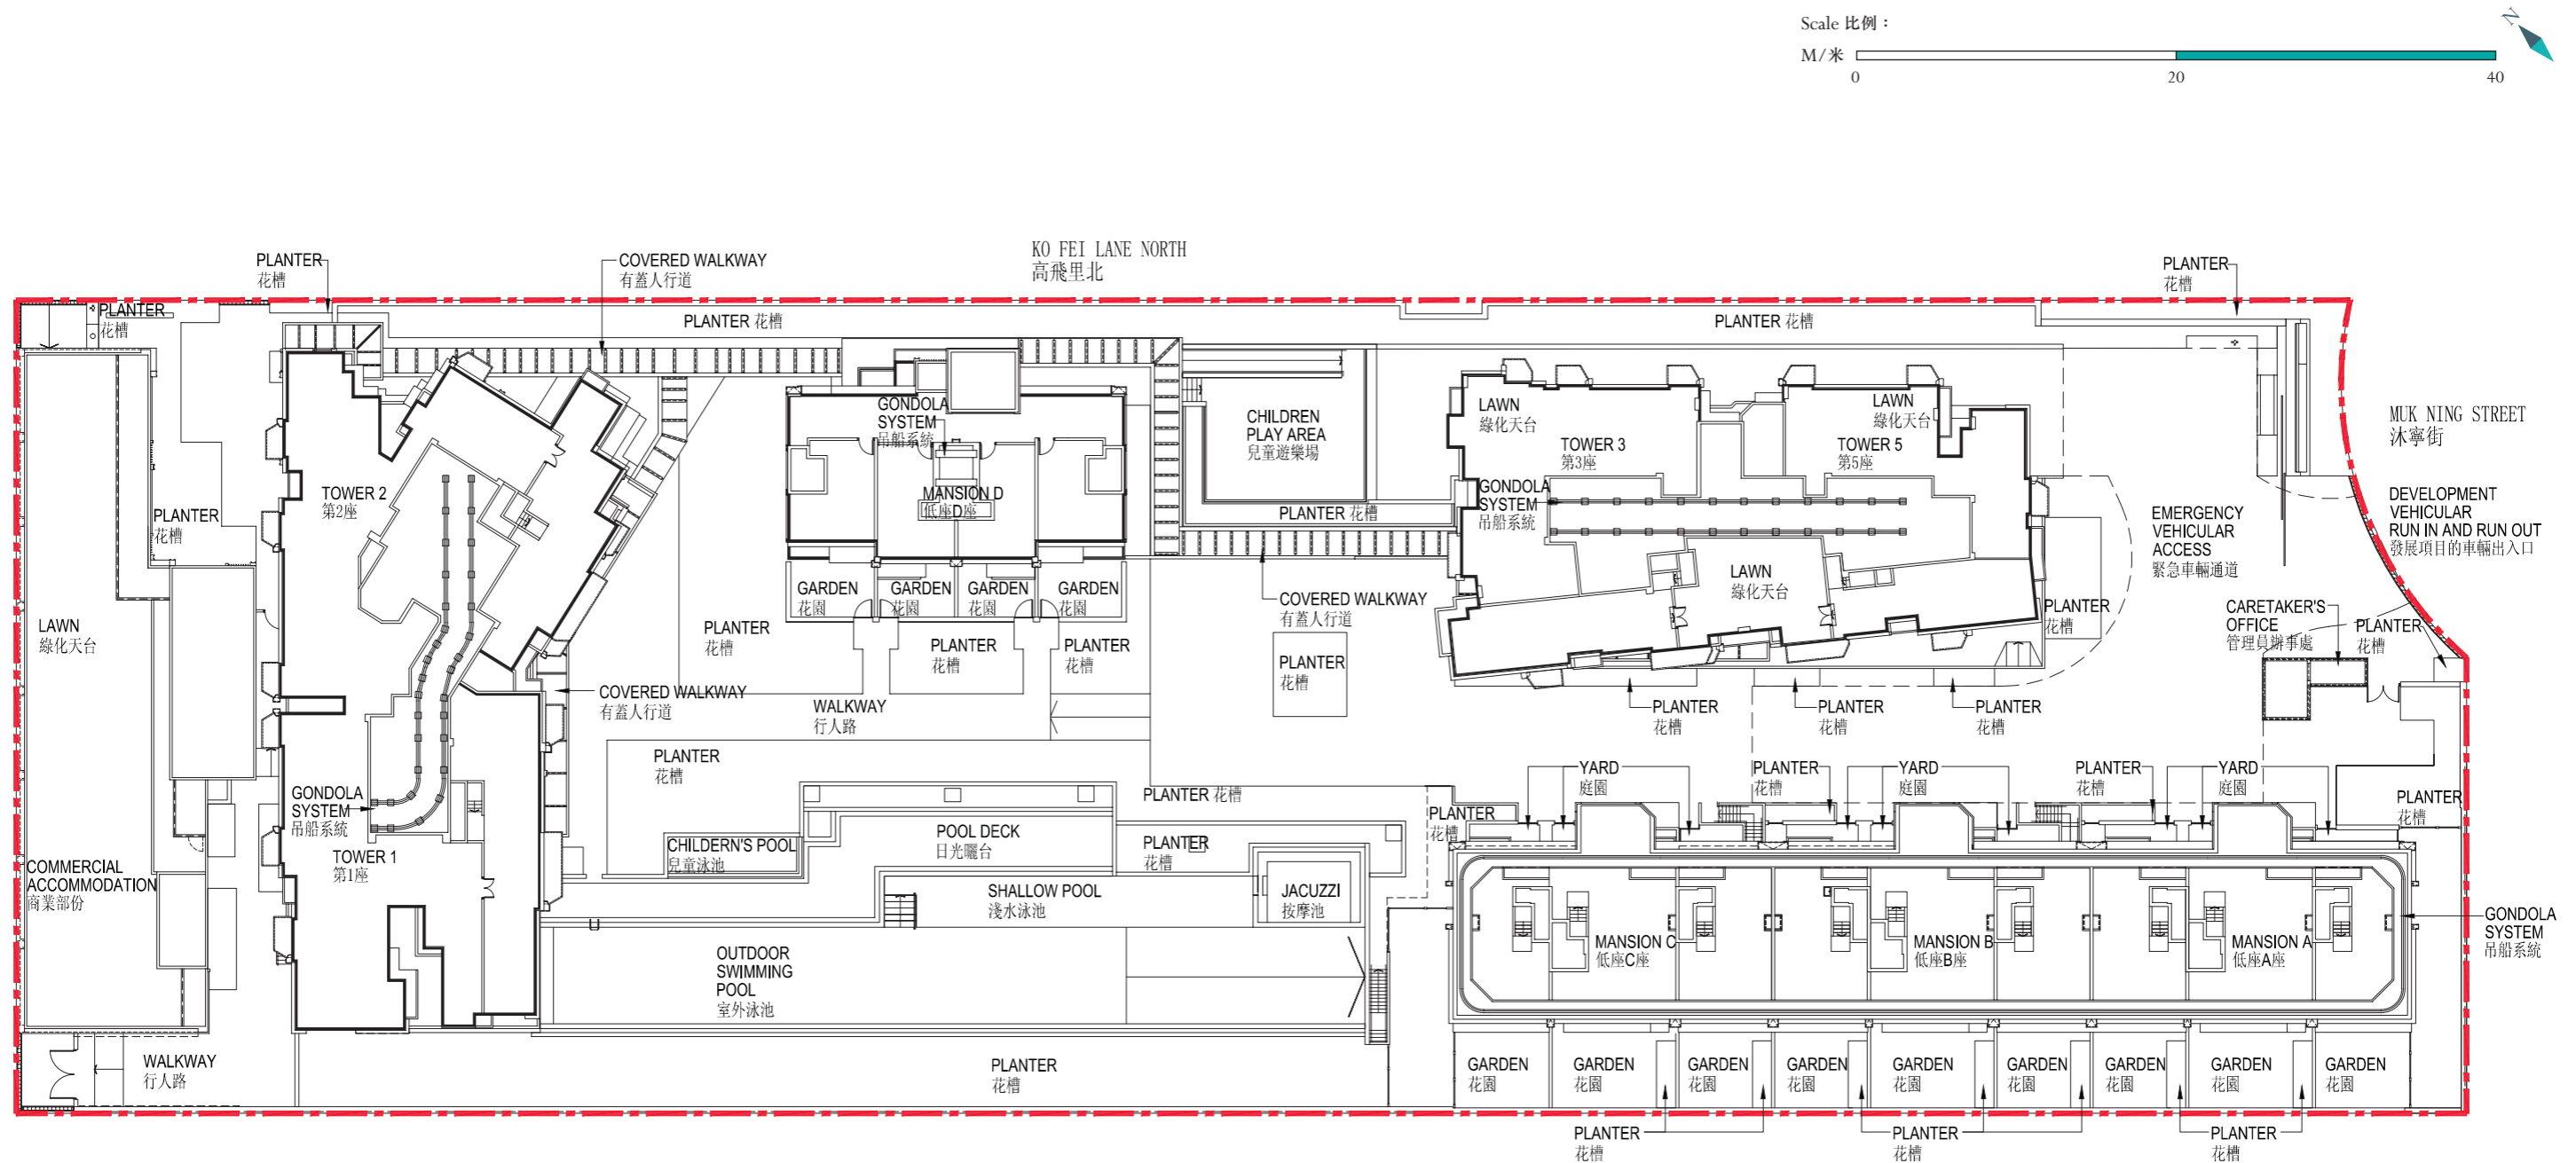 Scale 比例：
M/米
0
20
40
N
KO FEI LANE NORTH
高飛里北
PLANTER
花槽
COVERED WALKWAY
有蓋人行道
PLANTER
花槽
PLANTER
花槽
PLANTER 花槽
PLANTER 花槽
MUK NING STREET
沐寧街
DEVELOPMENT
VEHICULAR
RUN IN AND RUN OUT
發展項目的車輛出入口
GONDOLA
SYSTEM
吊船系統
MANSION D
低座D座
CHILDREN
PLAY AREA
兒童遊樂場
LAWN
綠化天台
TOWER 3
第3座
LAWN
綠化天台
TOWER 5
第5座
GONDOLA
SYSTEM
吊船系統
PLANTER 花槽
TOWER 2
第2座
PLANTER
花槽
EMERGENCY
VEHICULAR
ACCESS
緊急車輛通道
LAWN
綠化天台
GARDEN
花園
GARDEN
花園
GARDEN
花園
GARDEN
花園
COVERED WALKWAY
有蓋人行道
PLANTER
花槽
CARETAKER'S
OFFICE
管理員辦事處
PLANTER
花槽
LAWN
綠化天台
PLANTER
花槽
PLANTER
花槽
PLANTER
花槽
PLANTER
花槽
COVERED WALKWAY
有蓋人行道
WALKWAY
行人路
PLANTER
花槽
PLANTER
花槽
PLANTER
花槽
PLANTER
花槽
YARD
庭園
PLANTER
花槽
YARD
庭園
PLANTER
花槽
YARD
庭園
PLANTER 花槽
PLANTER
花槽
PLANTER
花槽
GONDOLA
SYSTEM
吊船系統
TOWER 1
第1座
CHILDERN'S POOL
兒童泳池
POOL DECK
日光曬台
PLANTER
花槽
COMMERCIAL
ACCOMMODATION
商業部份
SHALLOW POOL
淺水泳池
JACUZZI
按摩池
OUTDOOR
SWIMMING
POOL
室外泳池
MANSION C
低座C座
MANSION B
低座B座
MANSION A
低座A座
GONDOLA
SYSTEM
吊船系統
WALKWAY
行人路
PLANTER
花槽
GARDEN
花園
GARDEN
花園
GARDEN
花園
GARDEN
花園
GARDEN
花園
GARDEN
花園
GARDEN
花園
GARDEN
花園
GARDEN
花園
PLANTER
花槽
PLANTER
花槽
PLANTER
花槽